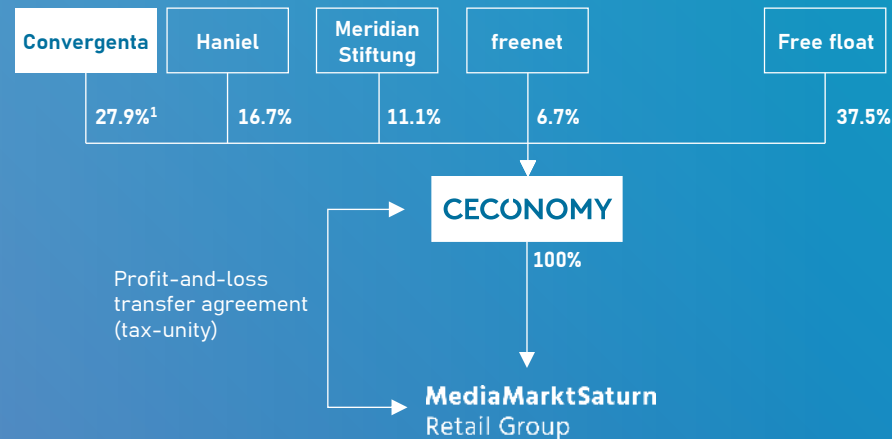 Convergenta
Haniel
Meridian
Stiftung
freenet
Free float
27.9%¹
16.7%
11.1%
6.7%
37.5%
CECONOMY
100%
Profit-and-loss
transfer agreement
(tax-unity)
MediaMarktSaturn
Retail Group